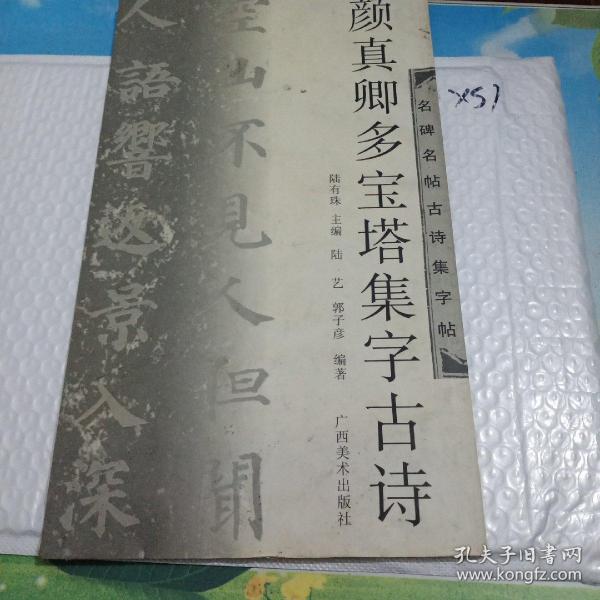 颜真卿多宝塔集字古诗
名碑名帖古诗集字帖
陆有珠 主编 陆 艺 郭子彦 编著
广西美术出版社
空山不見人但聞
人語響返景入深
XS1
孔夫子旧书网
www.kongfz.com